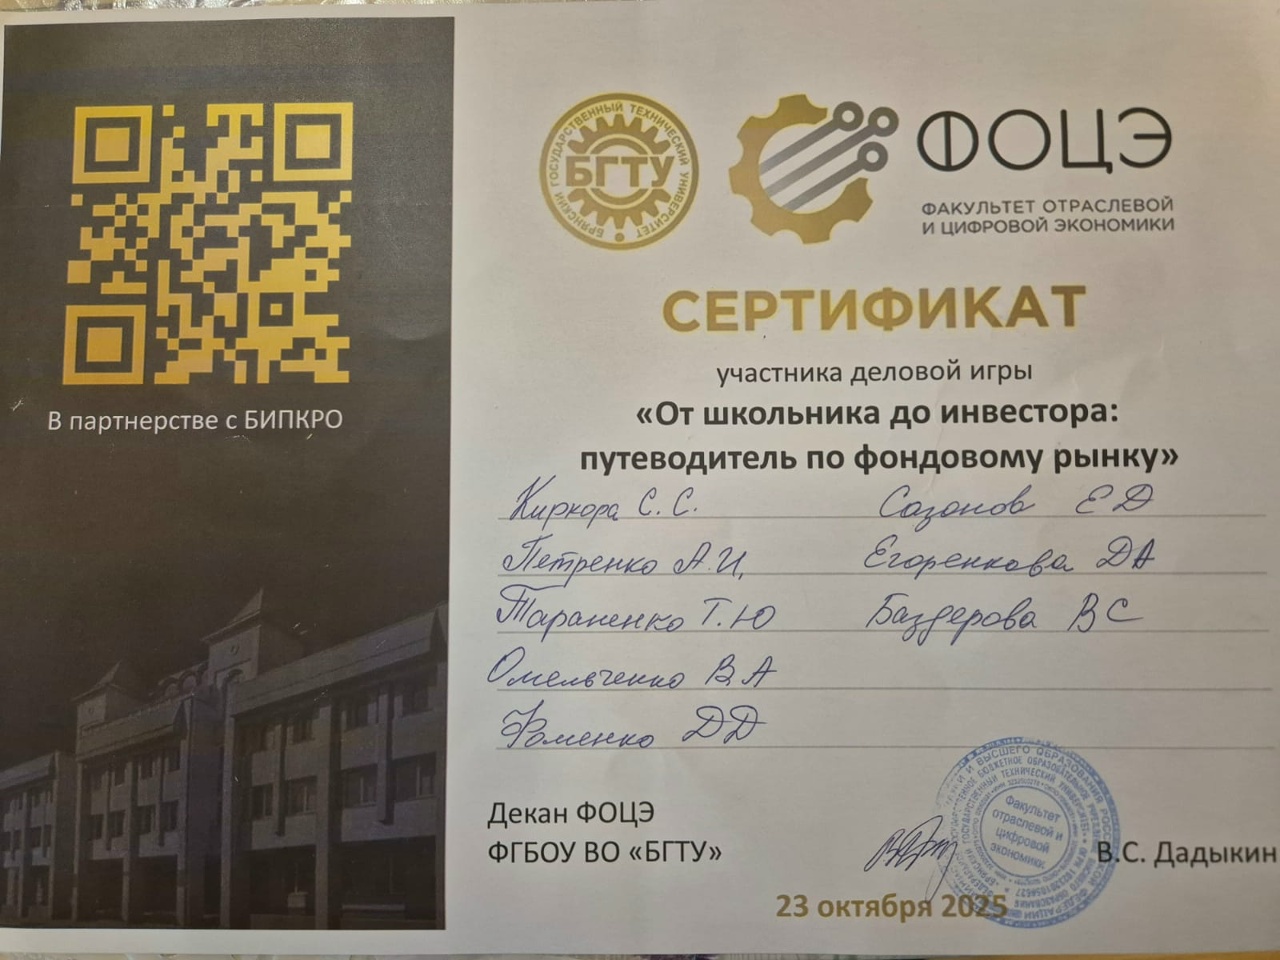 БРЯНСКИЙ ГОСУДАРСТВЕННЫЙ ТЕХНИЧЕСКИЙ УНИВЕРСИТЕТ
БГТУ
ФОЦЭ
ФАКУЛЬТЕТ ОТРАСЛЕВОЙ
И ЦИФРОВОЙ ЭКОНОМИКИ
В партнерстве с БИПКРО
СЕРТИФИКАТ
участника деловой игры
«От школьника до инвестора:
путеводитель по фондовому рынку»
Киркора С. С. Сазонов Е Д
Петренко А.И. Егоренкова ДА
Тараненко Т.Ю Баздерова В С
Омельченко В А
Фоменко Д Д
Декан ФОЦЭ
ФГБОУ ВО «БГТУ»
Факультет
отраслевой и
цифровой
экономики
В.С. Дадыкин
23 октября 2025